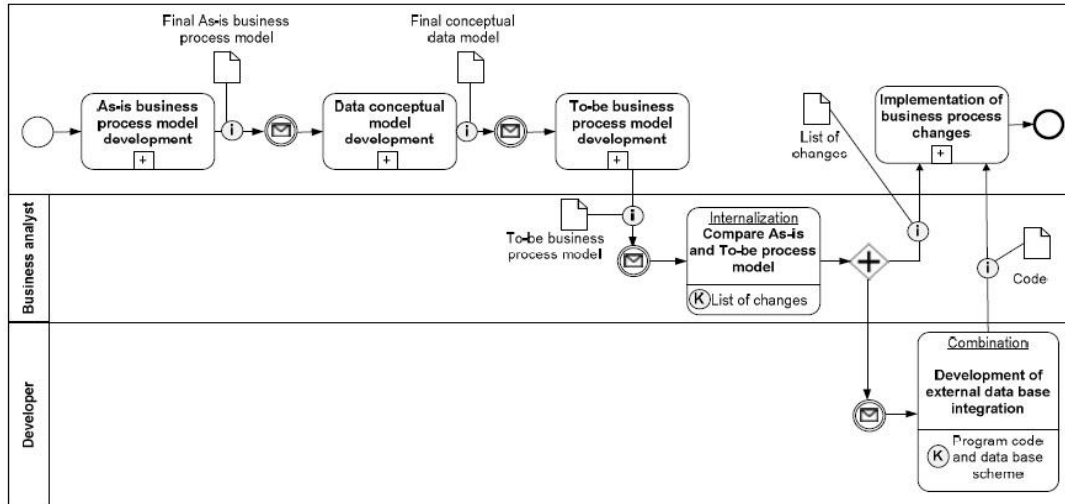 Final As-is business
process model
Final conceptual
data model
As-is business
process model
development
+
i
Data conceptual
model
development
+
i
To-be business
process model
development
+
List of
changes
i
Implementation of
business process
changes
+
Business analyst
To-be business
process model
i
Internalization
Compare As-is
and To-be process
model
K List of changes
i
Code
Developer
Combination
Development of
external data base
integration
K Program code
and data base
scheme